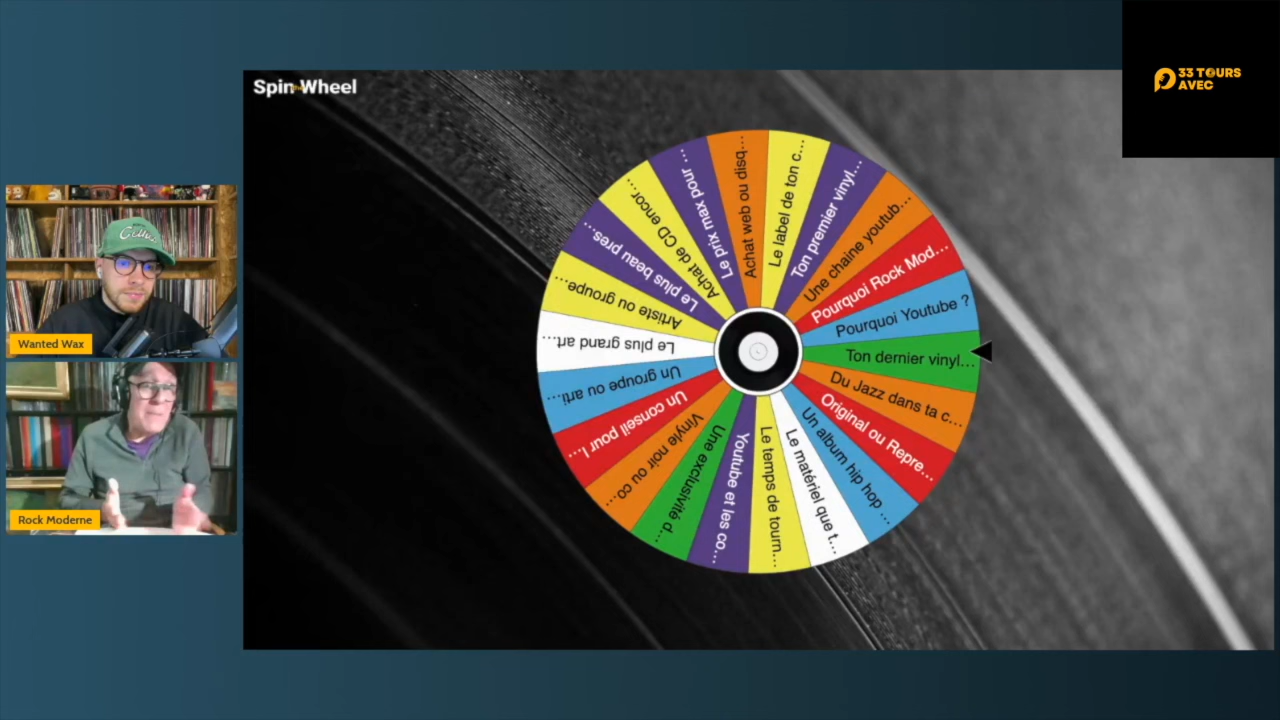 Spin The Wheel
33 TOURS
AVEC
Cellus
Wanted Wax
Rock Moderne
Achat web ou disq...
Le label de ton c...
Ton premier vinyl...
Une chaine youtub...
Pourquoi Rock Mod...
Pourquoi Youtube ?
Ton dernier vinyl...
Du Jazz dans ta c...
Original ou Repre...
Un album hip hop ...
Le matériel que t...
Le temps de tourn...
Youtube et les co...
Une exclusivité d...
Vinyle noir ou co...
Un conseil pour l...
Un groupe ou arti...
Le plus grand art...
Artiste ou groupe...
Le plus beau pres...
Achat de CD encor...
Le prix max pour ...